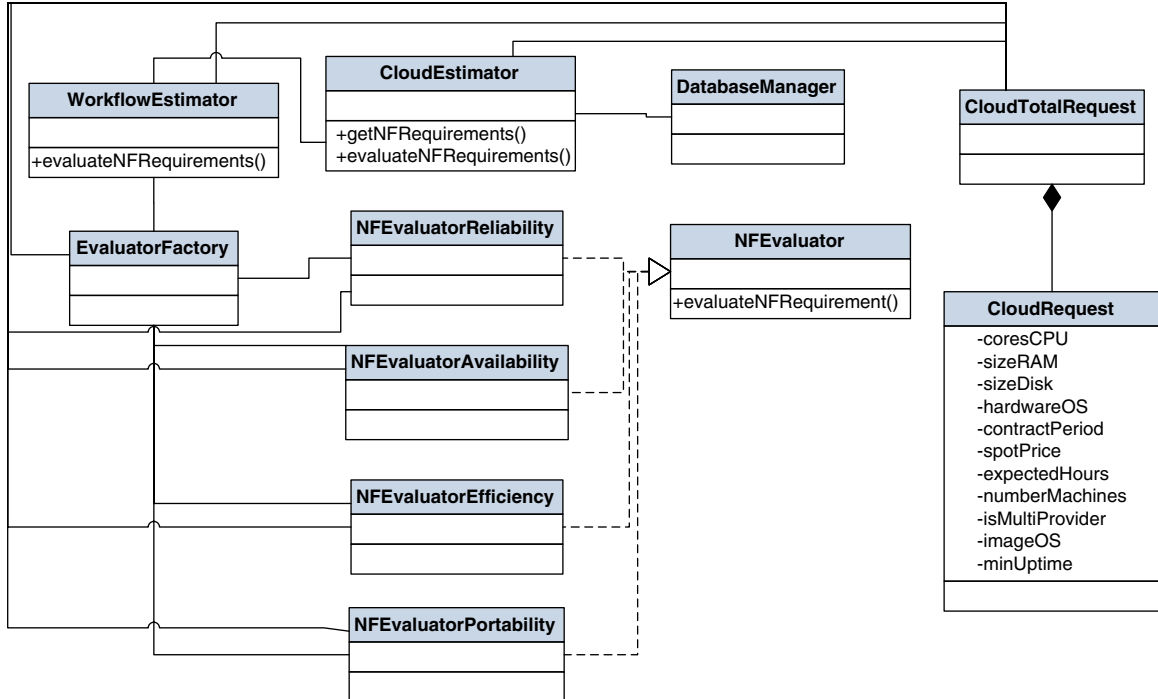 CloudEstimator
+getNFRequirements()
+evaluateNFRequirements()
WorkflowEstimator
+evaluateNFRequirements()
DatabaseManager
CloudTotalRequest
EvaluatorFactory
NFEvaluatorReliability
NFEvaluator
+evaluateNFRequirement()
NFEvaluatorAvailability
NFEvaluatorEfficiency
NFEvaluatorPortability
CloudRequest
-coresCPU
-sizeRAM
-sizeDisk
-hardwareOS
-contractPeriod
-spotPrice
-expectedHours
-numberMachines
-isMultiProvider
-imageOS
-minUptime